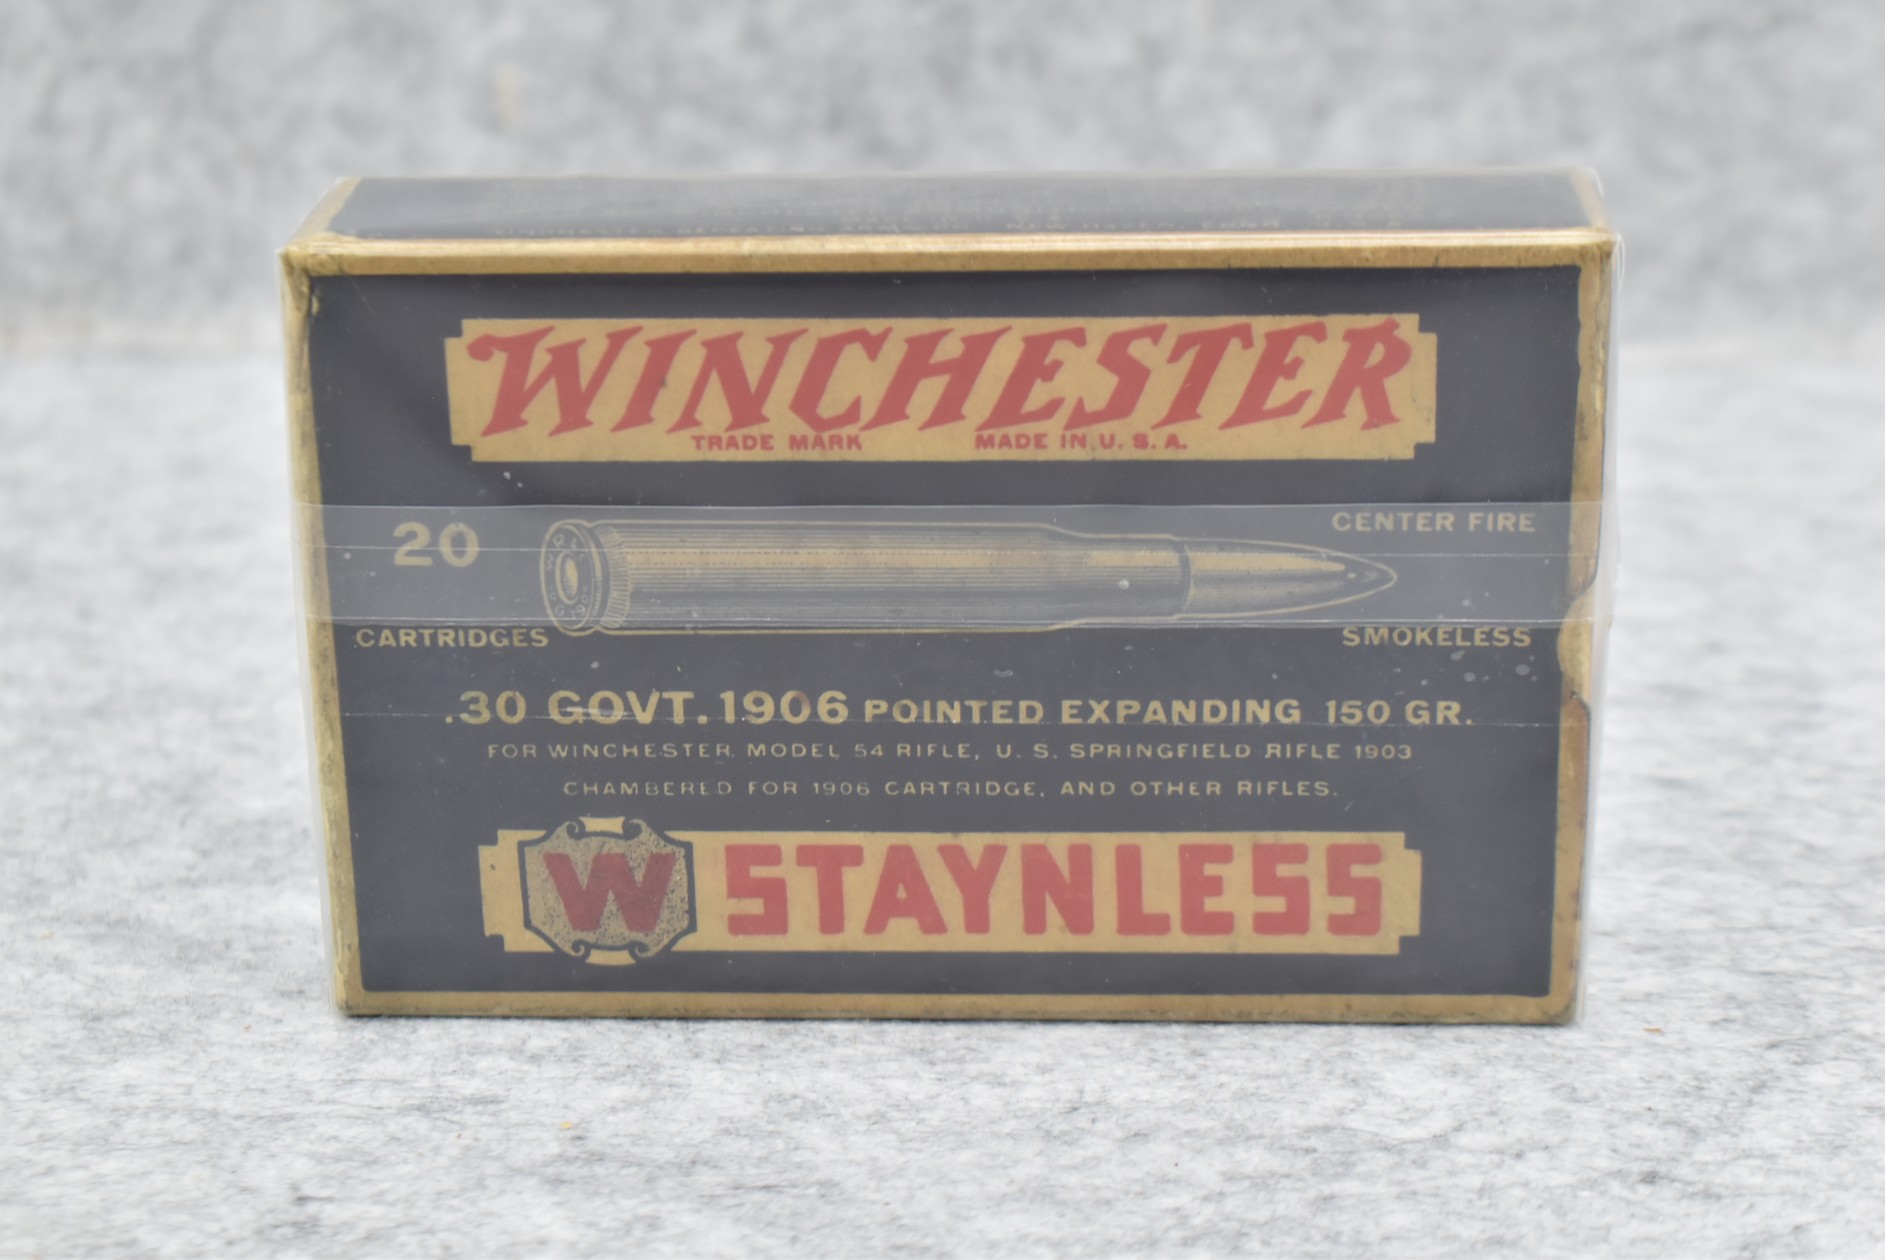 WINCHESTER
TRADE MARK MADE IN U. S. A.
20
CARTRIDGES
CENTER FIRE
SMOKELESS
.30 GOVT. 1906 POINTED EXPANDING 150 GR.
FOR WINCHESTER MODEL 54 RIFLE, U. S. SPRINGFIELD RIFLE 1903
CHAMBERED FOR 1906 CARTRIDGE, AND OTHER RIFLES.
W STAYNLESS